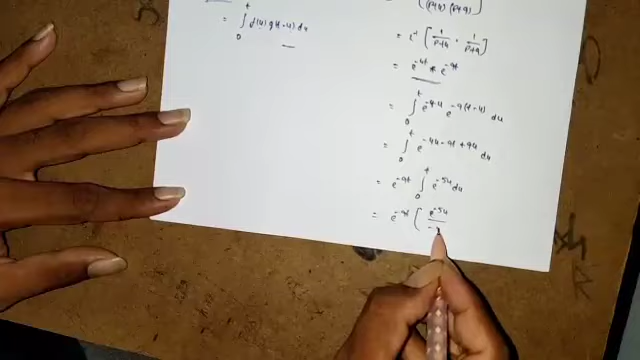 = ∫₀ᵗ f(u) g(t-u) du
(P+4)(P+9) ]
= L⁻¹ [ 1/(P+4) · 1/(P+9) ]
= e^(-4t) * e^(-9t)
= ∫₀ᵗ e^(-4u) e^(-9(t-u)) du
= ∫₀ᵗ e^(-4u-9t+9u) du
= e^(-9t) ∫₀ᵗ e^(-5u) du
= e^(-9t) [ e^(-5u)/-